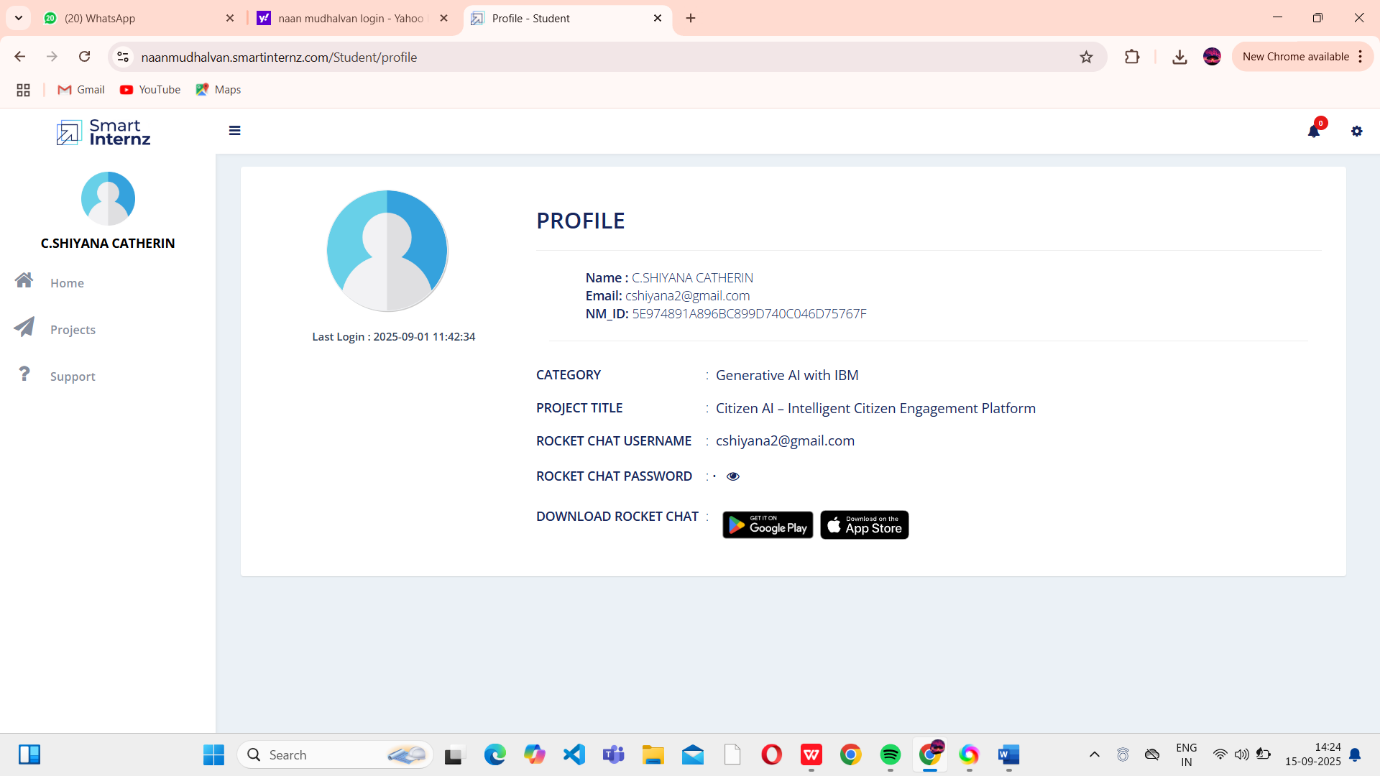 (20) WhatsApp
naan mudhalvan login - Yahoo
Profile - Student
naanmudhalvan.smartinternz.com/Student/profile
New Chrome available
Gmail
YouTube
Maps
Smart
Internz
0
C.SHIYANA CATHERIN
Home
Projects
Support
Last Login : 2025-09-01 11:42:34
PROFILE
Name : C.SHIYANA CATHERIN
Email: cshiyana2@gmail.com
NM_ID: 5E974891A896BC899D740C046D75767F
CATEGORY : Generative AI with IBM
PROJECT TITLE : Citizen AI – Intelligent Citizen Engagement Platform
ROCKET CHAT USERNAME : cshiyana2@gmail.com
ROCKET CHAT PASSWORD : ·
DOWNLOAD ROCKET CHAT :
GET IT ON
Google Play
Download on the
App Store
Search
ENG
IN
14:24
15-09-2025